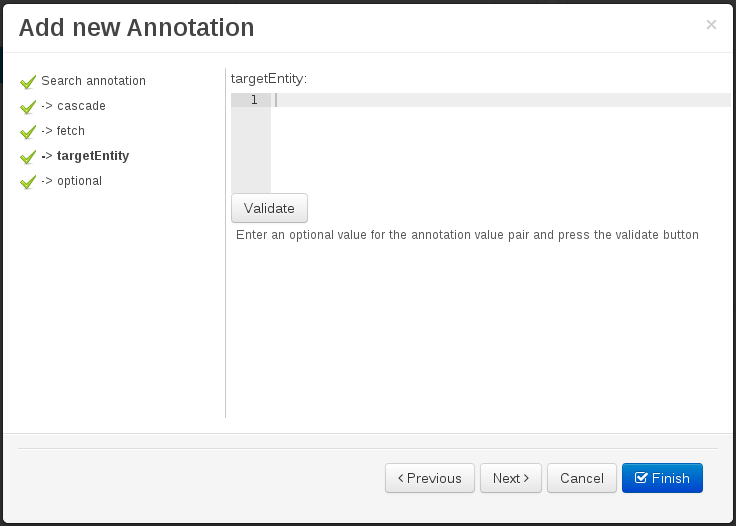 Add new Annotation ×
Search annotation
-> cascade
-> fetch
-> targetEntity
-> optional
targetEntity:
1
Validate
Enter an optional value for the annotation value pair and press the validate button
Previous
Next
Cancel
Finish